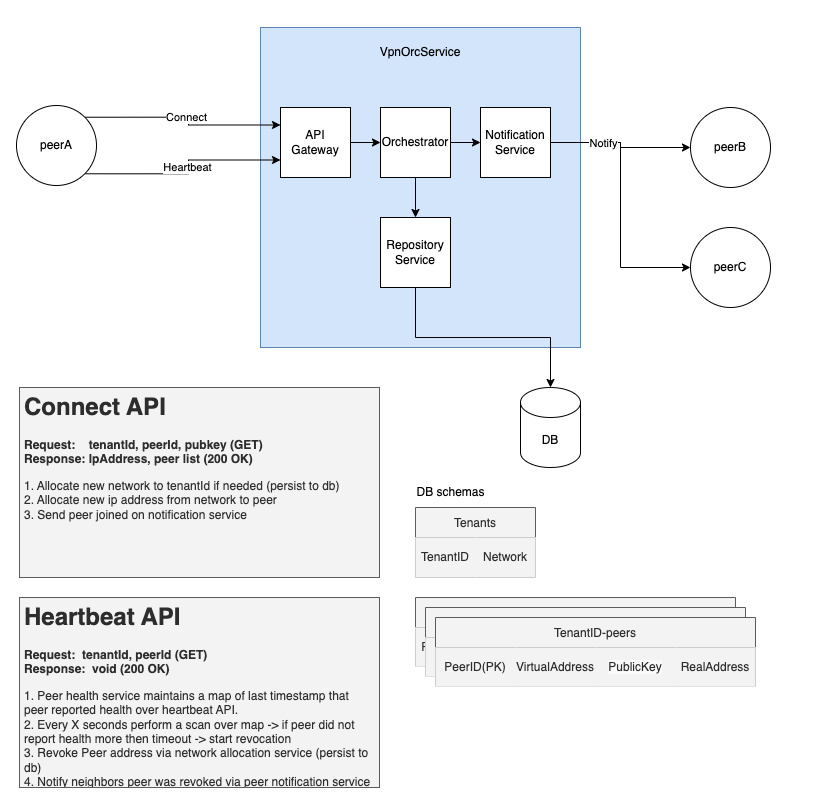 VpnOrcService
peerA
Connect
Heartbeat
API
Gateway
Orchestrator
Notification
Service
Notify
peerB
peerC
Repository
Service
DB
Connect API
Request: tenantId, peerId, pubkey (GET)
Response: IpAddress, peer list (200 OK)
1. Allocate new network to tenantId if needed (persist to db)
2. Allocate new ip address from network to peer
3. Send peer joined on notification service
DB schemas
Tenants
TenantID Network
Heartbeat API
Request: tenantId, peerId (GET)
Response: void (200 OK)
1. Peer health service maintains a map of last timestamp that
peer reported health over heartbeat API.
2. Every X seconds perform a scan over map -> if peer did not
report health more then timeout -> start revocation
3. Revoke Peer address via network allocation service (persist to
db)
4. Notify neighbors peer was revoked via peer notification service
TenantID-peers
PeerID(PK) VirtualAddress PublicKey RealAddress